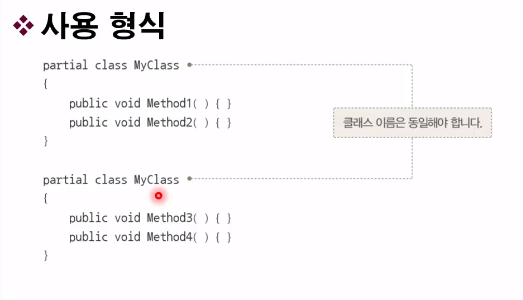 ❖ 사용 형식
partial class MyClass
{
public void Method1( ) { }
public void Method2( ) { }
}
클래스 이름은 동일해야 합니다.
partial class MyClass
{
public void Method3( ) { }
public void Method4( ) { }
}